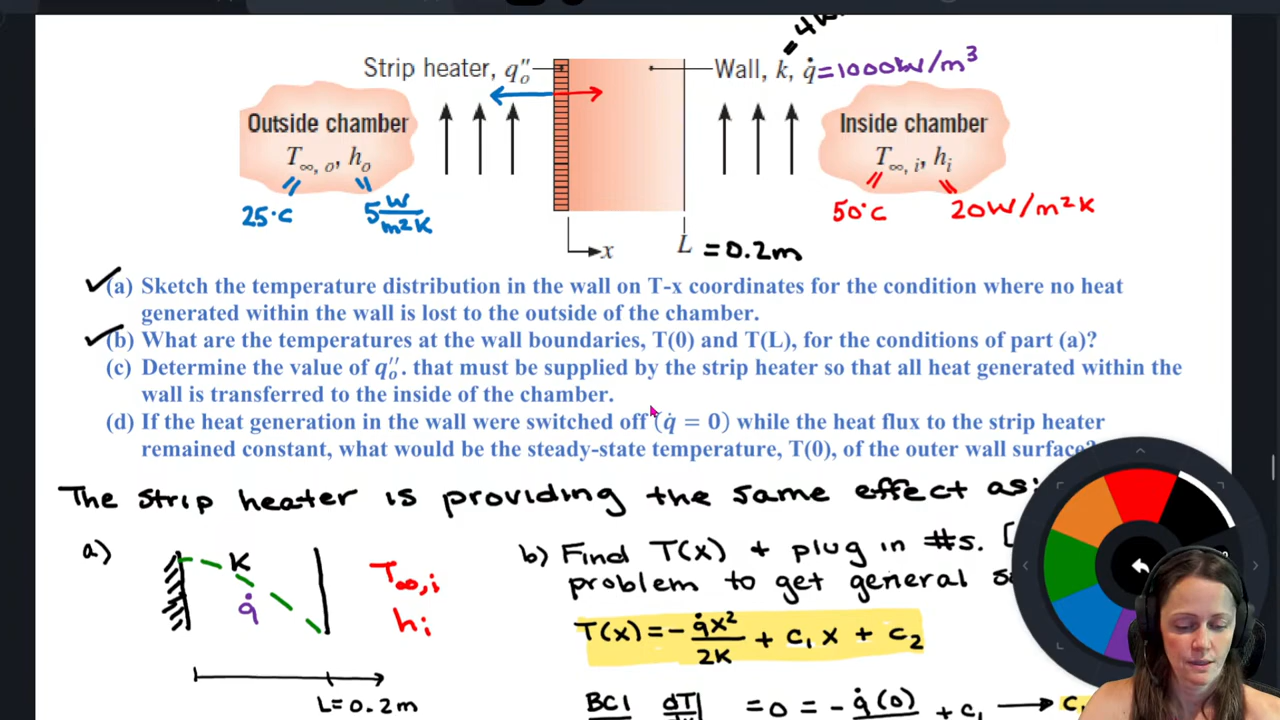 = 4
Strip heater, q''o
Wall, k, q̇ = 1000 W/m³
Outside chamber
T∞, o, ho
Inside chamber
T∞, i, hi
25°C
5 W/m²K
50°C
20 W/m²K
x
L = 0.2m
(a) Sketch the temperature distribution in the wall on T-x coordinates for the condition where no heat
generated within the wall is lost to the outside of the chamber.
(b) What are the temperatures at the wall boundaries, T(0) and T(L), for the conditions of part (a)?
(c) Determine the value of q''o. that must be supplied by the strip heater so that all heat generated within the
wall is transferred to the inside of the chamber.
(d) If the heat generation in the wall were switched off (q̇ = 0) while the heat flux to the strip heater
remained constant, what would be the steady-state temperature, T(0), of the outer wall surface?
The strip heater is providing the same effect as:
a)
K
q̇
T∞,i
hi
L = 0.2m
b) Find T(x) + plug in #s. [
problem to get general
T(x) = - q̇x²/2K + C₁x + C₂
BC1 dT = 0 = - q̇(0) + C₁ → C